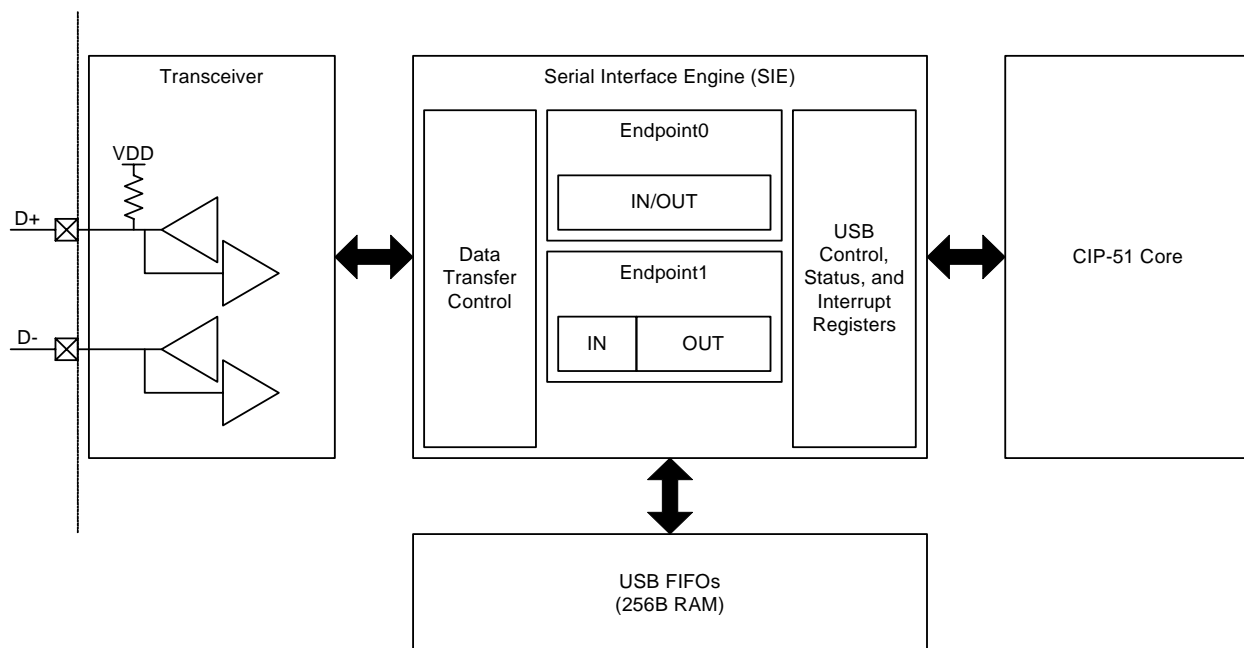 Transceiver
VDD
D+
D-
Serial Interface Engine (SIE)
Data
Transfer
Control
Endpoint0
IN/OUT
Endpoint1
IN
OUT
USB
Control,
Status, and
Interrupt
Registers
CIP-51 Core
USB FIFOs
(256B RAM)